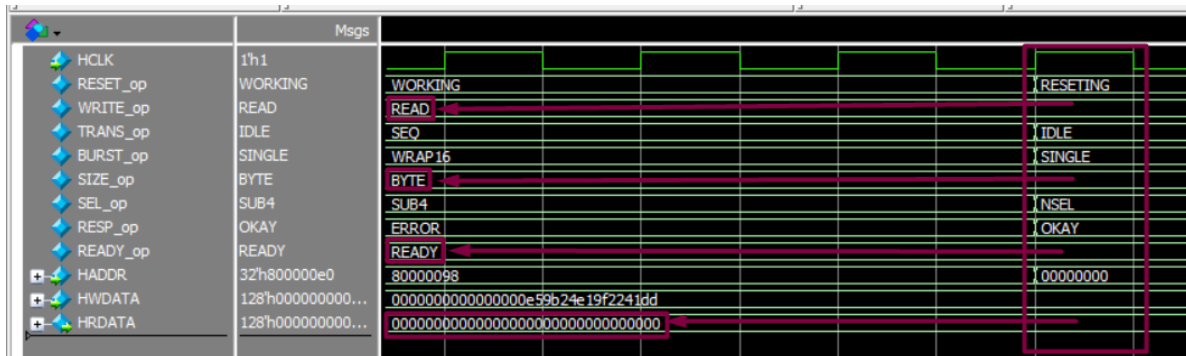 Msgs
HCLK 1'h1
RESET_op WORKING WORKING RESETING
WRITE_op READ READ
TRANS_op IDLE SEQ IDLE
BURST_op SINGLE WRAP16 SINGLE
SIZE_op BYTE BYTE
SEL_op SUB4 SUB4 NSEL
RESP_op OKAY ERROR OKAY
READY_op READY READY
HADDR 32'h800000e0 80000098 00000000
HWDATA 128'h000000000... 0000000000000000e59b24e19f2241dd
HRDATA 128'h000000000... 00000000000000000000000000000000